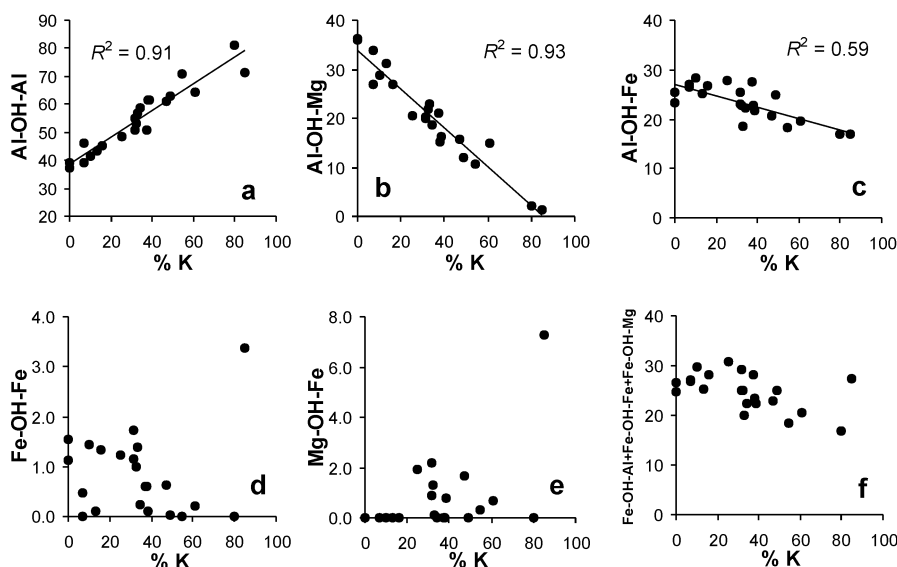 Al-OH-Al
90
80
70
60
50
40
30
20
R² = 0.91
a
0 20 40 60 80 100
% K
Al-OH-Mg
40
30
20
10
0
R² = 0.93
b
0 20 40 60 80 100
% K
Al-OH-Fe
40
30
20
10
0
R² = 0.59
c
0 20 40 60 80 100
% K
Fe-OH-Fe
4.0
3.0
2.0
1.0
0.0
d
0 20 40 60 80 100
% K
Mg-OH-Fe
8.0
6.0
4.0
2.0
0.0
e
0 20 40 60 80 100
% K
Fe-OH-Al+Fe-OH-Fe+Fe-OH-Mg
40
30
20
10
0
f
0 20 40 60 80 100
% K